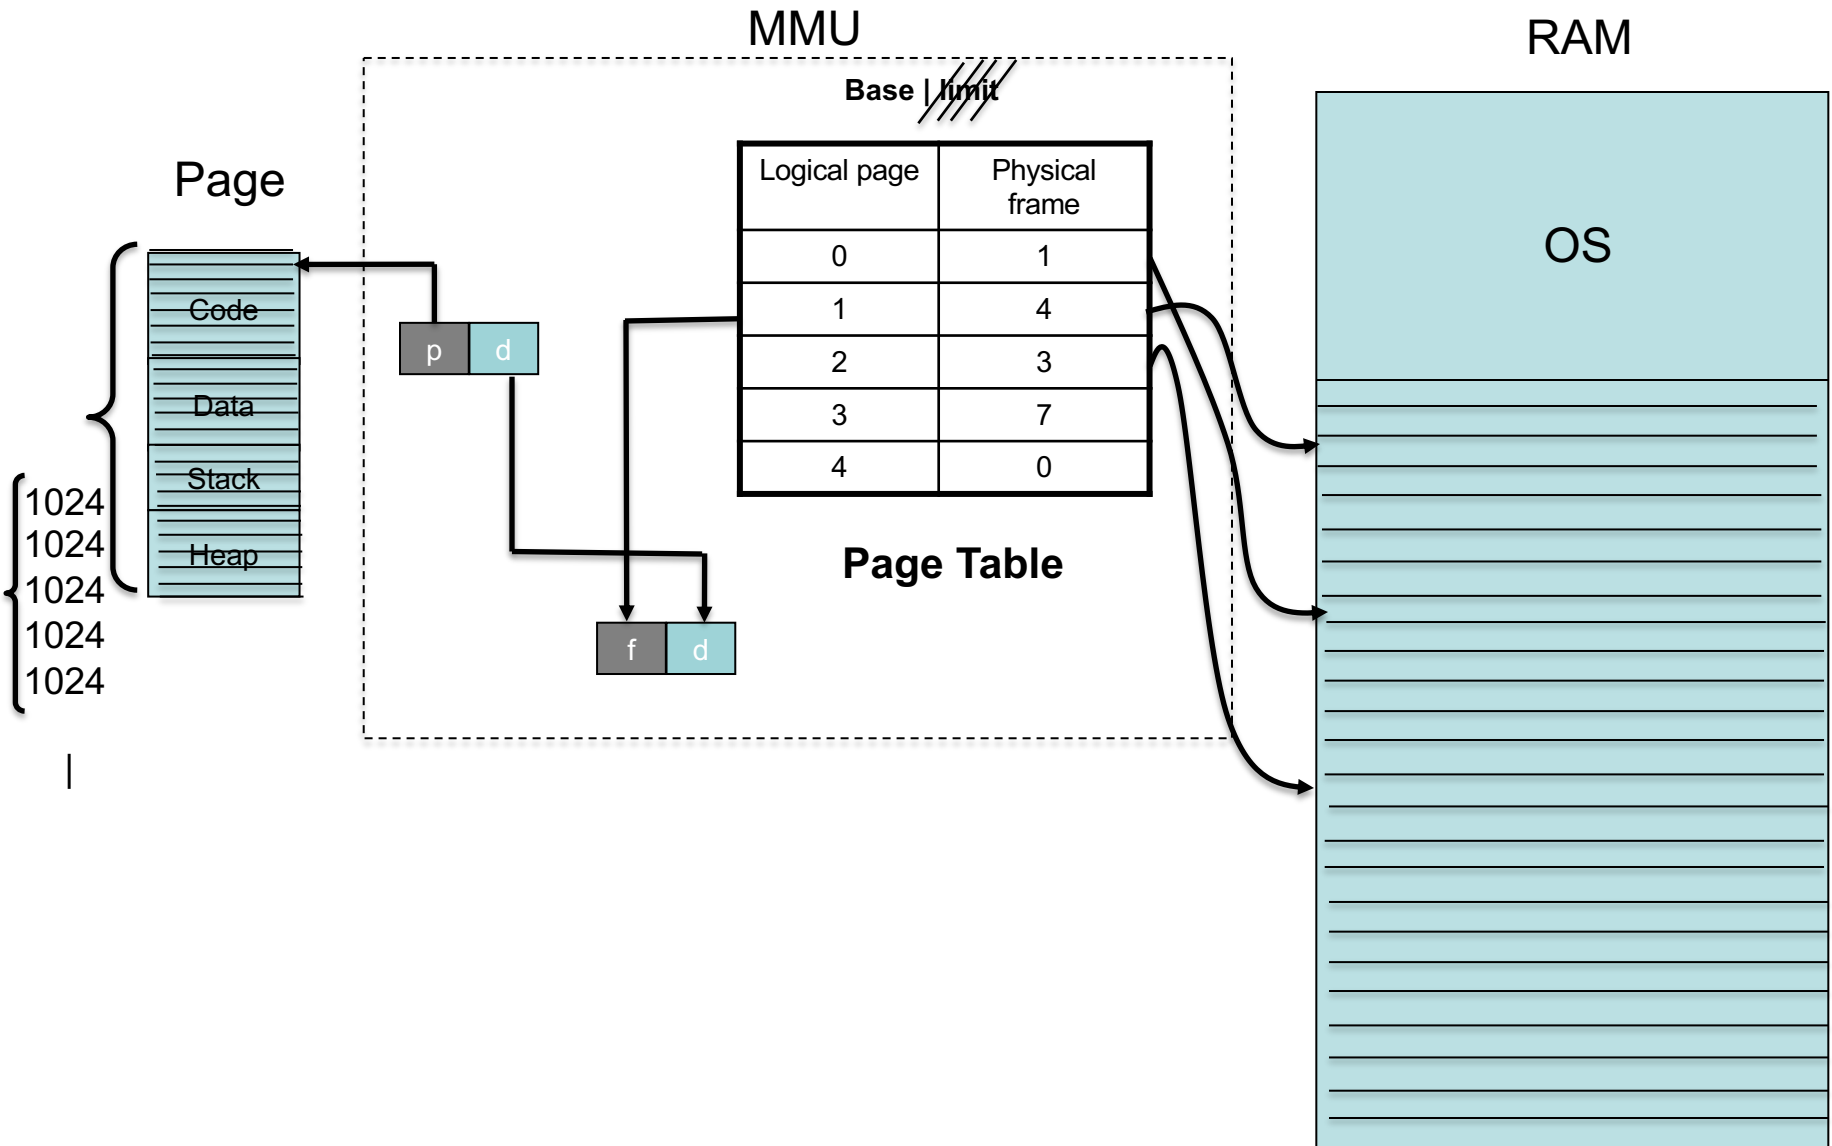 MMU
RAM
Base | limit
Page
Logical page
Physical
frame
0
1
1
4
2
3
3
7
4
0
OS
Code
Data
Stack
Heap
p
d
1024
1024
1024
1024
1024
|
Page Table
f
d